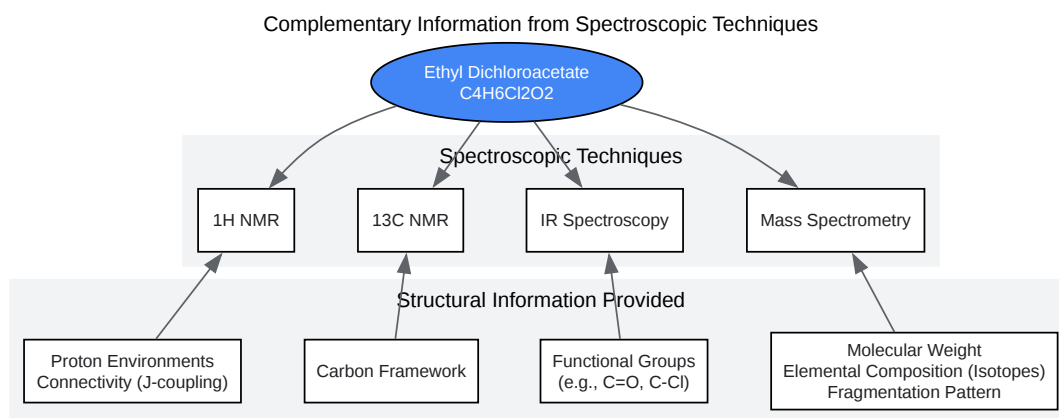 Complementary Information from Spectroscopic Techniques
Ethyl Dichloroacetate
C4H6Cl2O2
Spectroscopic Techniques
1H NMR
13C NMR
IR Spectroscopy
Mass Spectrometry
Structural Information Provided
Proton Environments
Connectivity (J-coupling)
Carbon Framework
Functional Groups
(e.g., C=O, C-Cl)
Molecular Weight
Elemental Composition (Isotopes)
Fragmentation Pattern